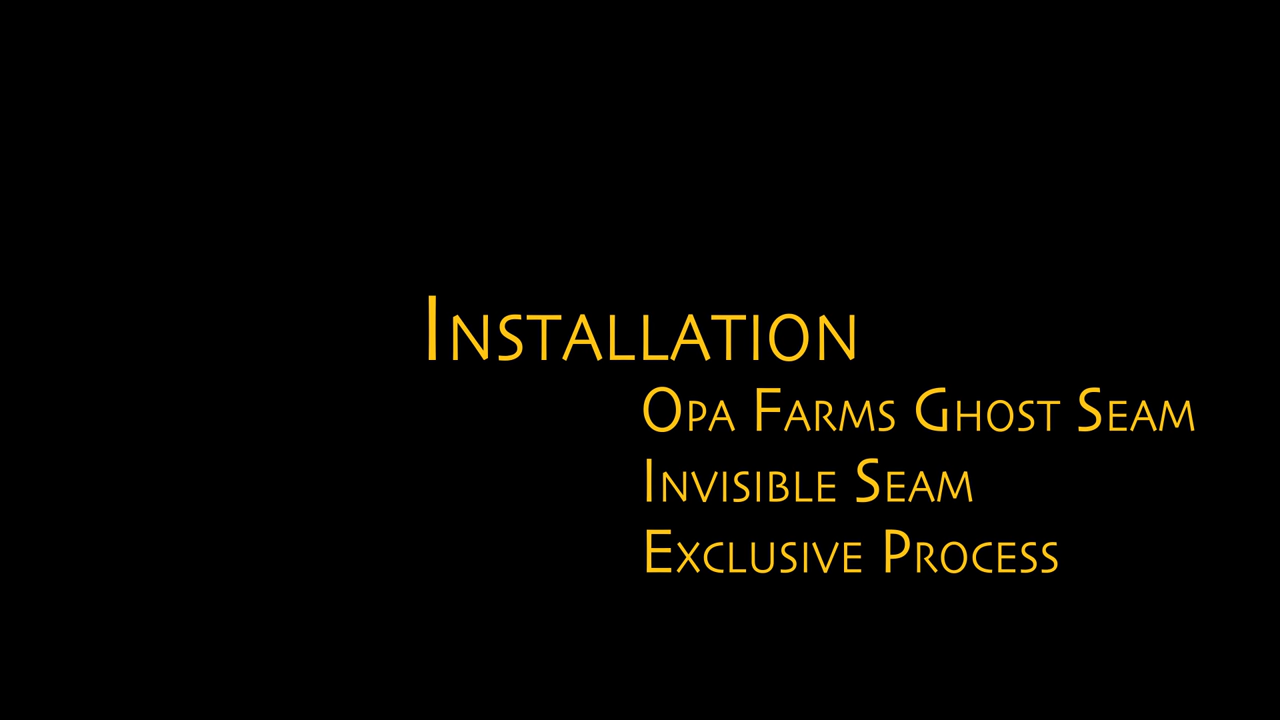 Installation
Opa Farms Ghost Seam
Invisible Seam
Exclusive Process